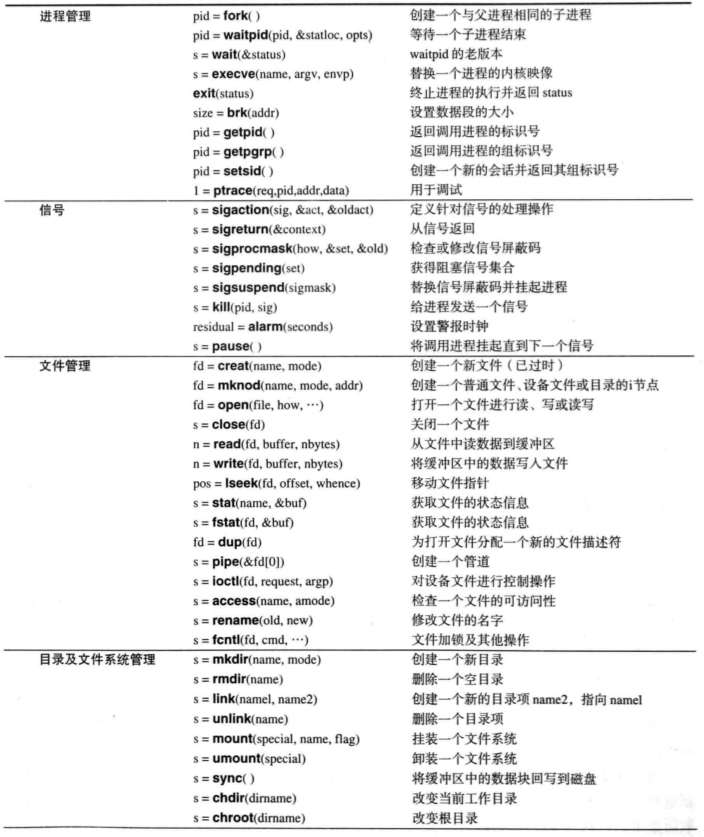 进程管理 pid = fork( ) 创建一个与父进程相同的子进程
pid = waitpid(pid, &statloc, opts) 等待一个子进程结束
s = wait(&status) waitpid 的老版本
s = execve(name, argv, envp) 替换一个进程的内核映像
exit(status) 终止进程的执行并返回 status
size = brk(addr) 设置数据段的大小
pid = getpid( ) 返回调用进程的标识号
pid = getpgrp( ) 返回调用进程的组标识号
pid = setsid( ) 创建一个新的会话并返回其组标识号
1 = ptrace(req,pid,addr,data) 用于调试
信号 s = sigaction(sig, &act, &oldact) 定义针对信号的处理操作
s = sigreturn(&context) 从信号返回
s = sigprocmask(how, &set, &old) 检查或修改信号屏蔽码
s = sigpending(set) 获得阻塞信号集合
s = sigsuspend(sigmask) 替换信号屏蔽码并挂起进程
s = kill(pid, sig) 给进程发送一个信号
residual = alarm(seconds) 设置警报时钟
s = pause( ) 将调用进程挂起直到下一个信号
文件管理 fd = creat(name, mode) 创建一个新文件（已过时）
fd = mknod(name, mode, addr) 创建一个普通文件、设备文件或目录的i节点
fd = open(file, how, …) 打开一个文件进行读、写或读写
s = close(fd) 关闭一个文件
n = read(fd, buffer, nbytes) 从文件中读数据到缓冲区
n = write(fd, buffer, nbytes) 将缓冲区中的数据写入文件
pos = lseek(fd, offset, whence) 移动文件指针
s = stat(name, &buf) 获取文件的状态信息
s = fstat(fd, &buf) 获取文件的状态信息
fd = dup(fd) 为打开文件分配一个新的文件描述符
s = pipe(&fd[0]) 创建一个管道
s = ioctl(fd, request, argp) 对设备文件进行控制操作
s = access(name, amode) 检查一个文件的可访问性
s = rename(old, new) 修改文件的名字
s = fcntl(fd, cmd, …) 文件加锁及其他操作
目录及文件系统管理 s = mkdir(name, mode) 创建一个新目录
s = rmdir(name) 删除一个空目录
s = link(namel, name2) 创建一个新的目录项 name2，指向 namel
s = unlink(name) 删除一个目录项
s = mount(special, name, flag) 挂装一个文件系统
s = umount(special) 卸装一个文件系统
s = sync( ) 将缓冲区中的数据块回写到磁盘
s = chdir(dirname) 改变当前工作目录
s = chroot(dirname) 改变根目录